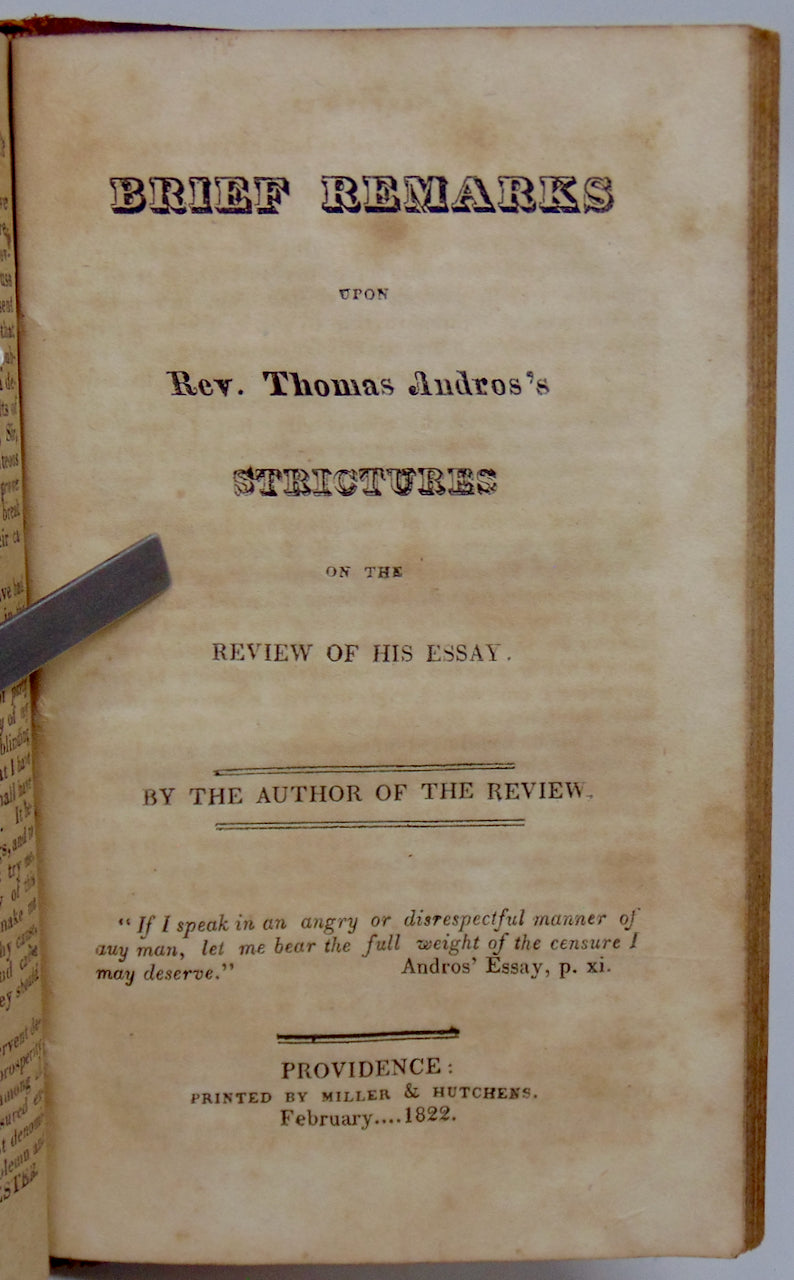 BRIEF REMARKS
UPON
Rev. Thomas Andros's
STRICTURES
ON THE
REVIEW OF HIS ESSAY.
BY THE AUTHOR OF THE REVIEW.
“ If I speak in an angry or disrespectful manner of
auy man, let me bear the full weight of the censure I
may deserve.” Andros' Essay, p. xi.
PROVIDENCE:
PRINTED BY MILLER & HUTCHENS.
February....1822.